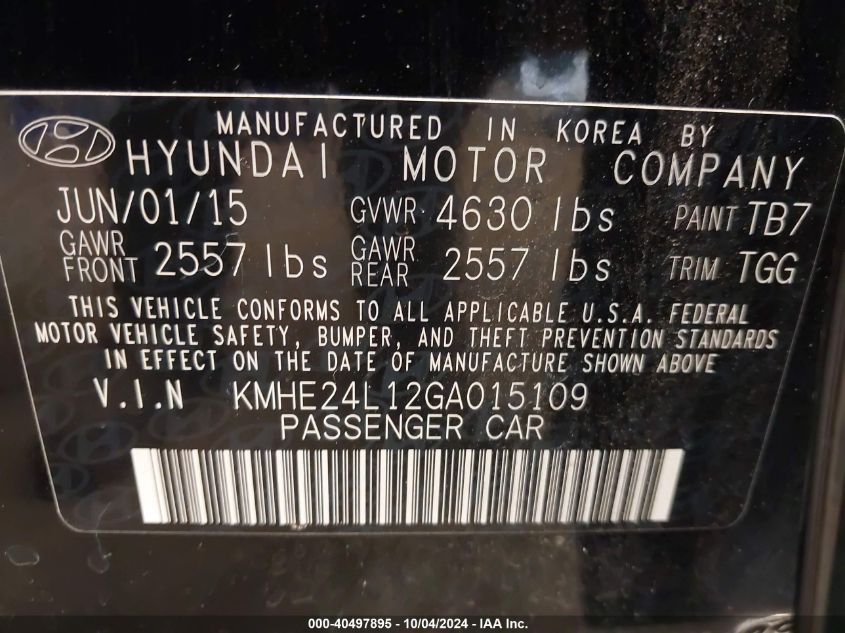 MANUFACTURED IN KOREA BY
HYUNDAI MOTOR COMPANY
JUN/01/15 GVWR 4630 lbs PAINT TB7
GAWR FRONT 2557 lbs GAWR REAR 2557 lbs TRIM TGG
THIS VEHICLE CONFORMS TO ALL APPLICABLE U.S.A. FEDERAL
MOTOR VEHICLE SAFETY, BUMPER, AND THEFT PREVENTION STANDARDS
IN EFFECT ON THE DATE OF MANUFACTURE SHOWN ABOVE
V.I.N KMHE24L12GA015109
PASSENGER CAR
000-40497895 - 10/04/2024 - IAA Inc.